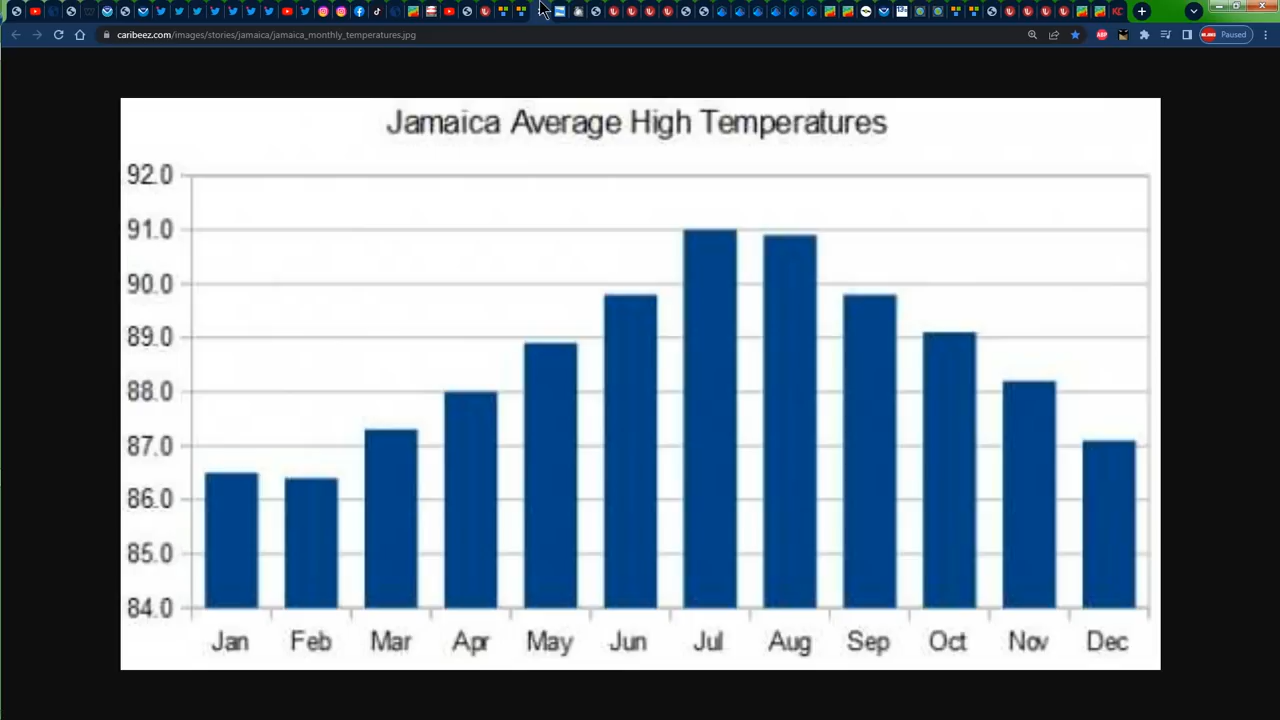 caribeez.com/images/stories/jamaica/jamaica_monthly_temperatures.jpg
Paused
Jamaica Average High Temperatures
92.0
91.0
90.0
89.0
88.0
87.0
86.0
85.0
84.0
Jan Feb Mar Apr May Jun Jul Aug Sep Oct Nov Dec